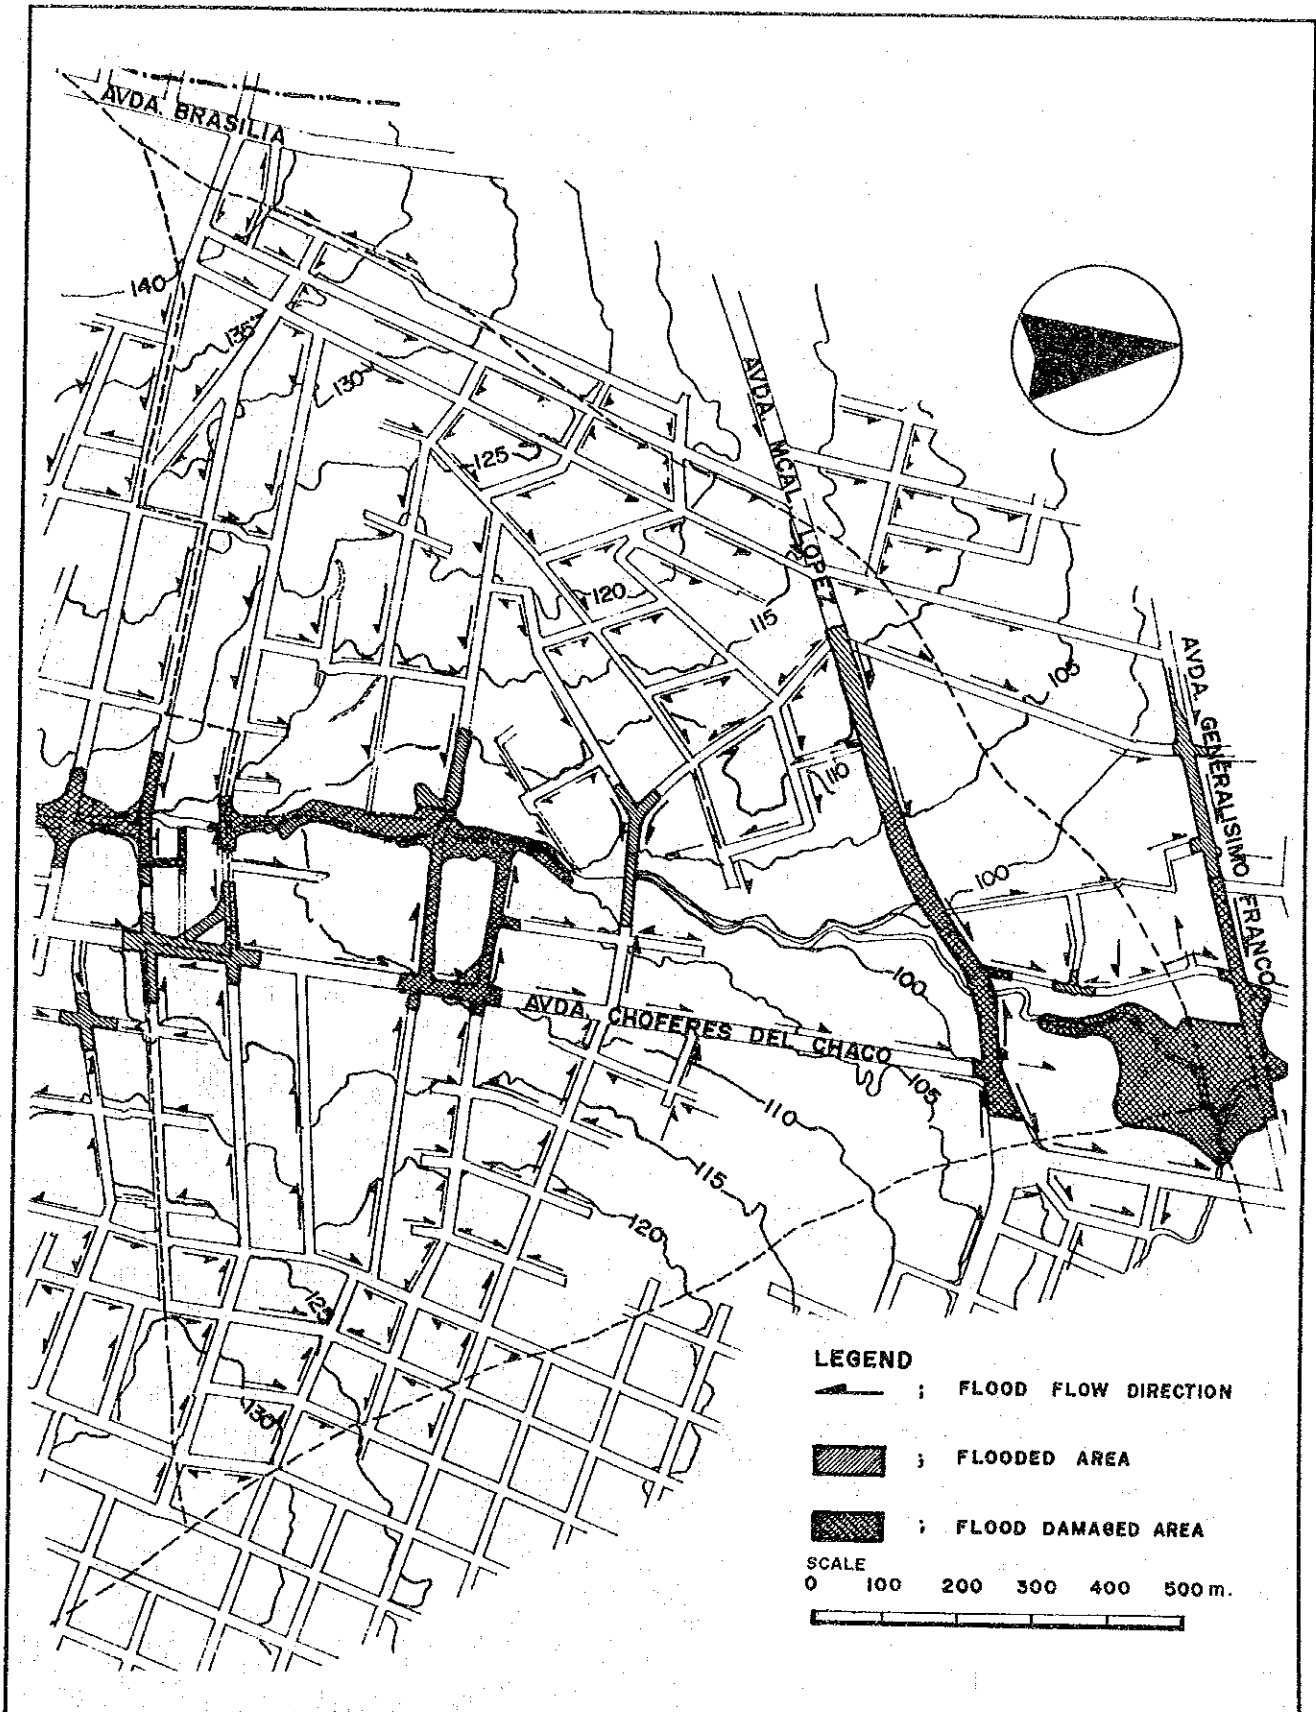 AVDA. BRASILIA
140
135
130
125
120
115
110
AVDA. MCAL. LOPEZ
105
100
AVDA. GENERALISIMO FRANCO
100
AVDA. CHOFERES DEL CHACO
105
110
115
120
125
130
LEGEND
; FLOOD FLOW DIRECTION
; FLOODED AREA
; FLOOD DAMAGED AREA
SCALE
0 100 200 300 400 500 m.